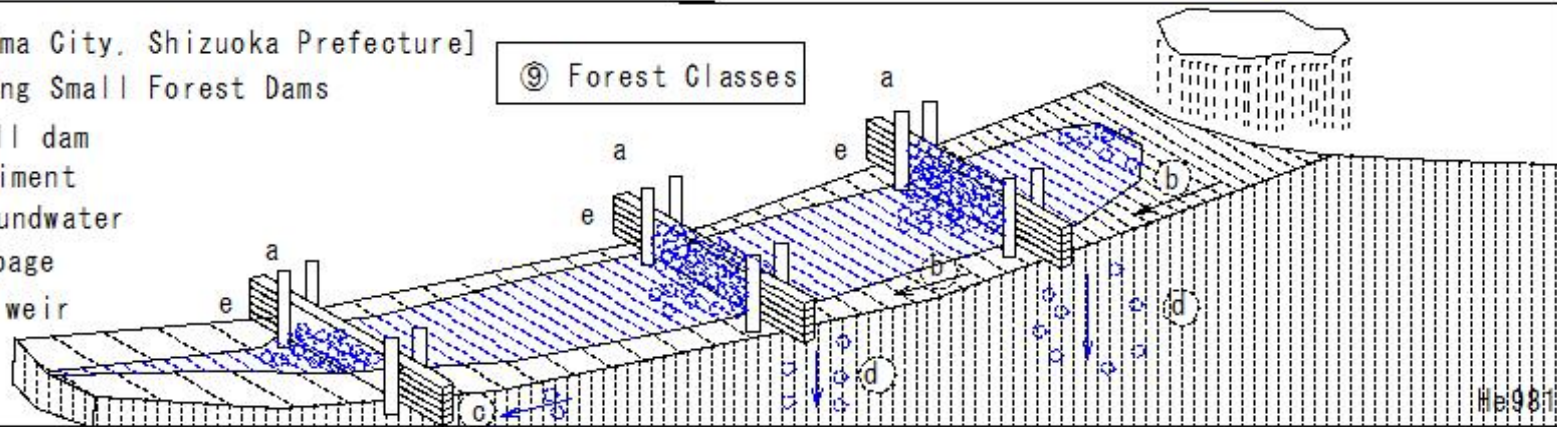 ma City, Shizuoka Prefecture]
ng Small Forest Dams
⑨ Forest Classes
ll dam
iment
undwater
page
weir
a
a
a
e
e
e
b
b
c
d
d
He981